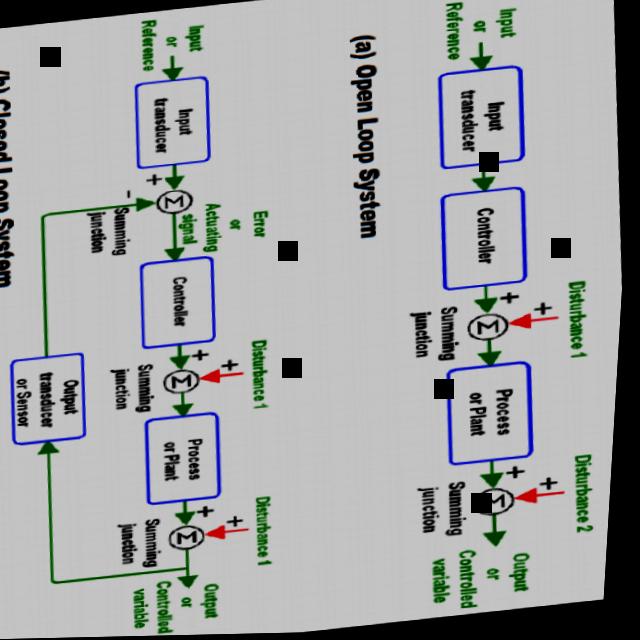 Input
or
Reference
Input
transducer
Controller
+
+
Disturbance 1
Σ
Summing
junction
Process
or Plant
+
+
Disturbance 2
Σ
Summing
junction
Output
or
Controlled
variable
(a) Open Loop System
Input
or
Reference
Input
transducer
+
-
Σ
Summing
junction
Error
or
Actuating
signal
Controller
+
+
Disturbance 1
Σ
Summing
junction
Process
or Plant
+
+
Disturbance 1
Σ
Summing
junction
Output
or
Controlled
variable
Output
transducer
or Sensor
(b) Closed Loop System